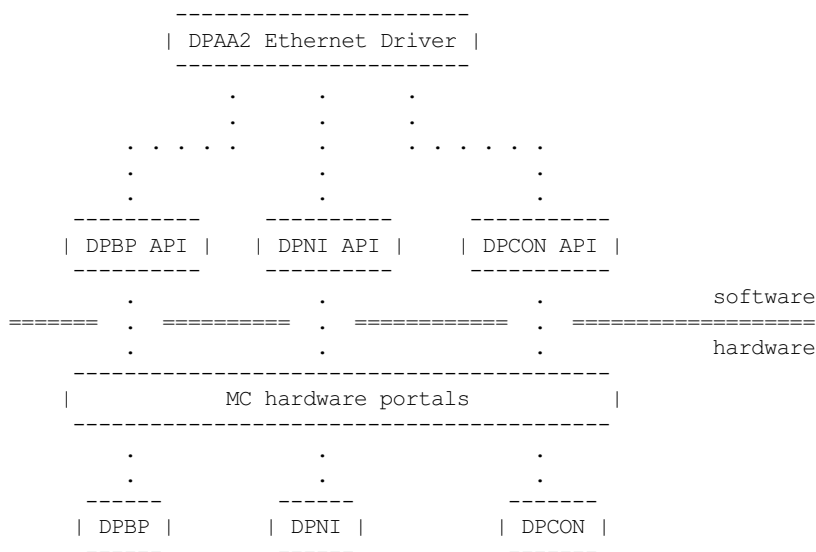 DPAA2 Ethernet Driver
DPBP API DPNI API DPCON API
software
hardware
MC hardware portals
DPBP DPNI DPCON